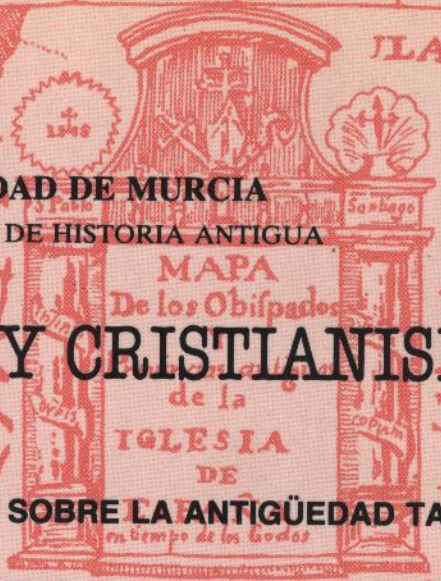 JLA
S. Pablo
Santiago
DAD DE MURCIA
DE HISTORIA ANTIGUA
MAPA
De los Obiſpados
Y CRISTIANIS
de la
IGLESIA
DE
SOBRE LA ANTIGÜEDAD TA
en tiempo de los Godos